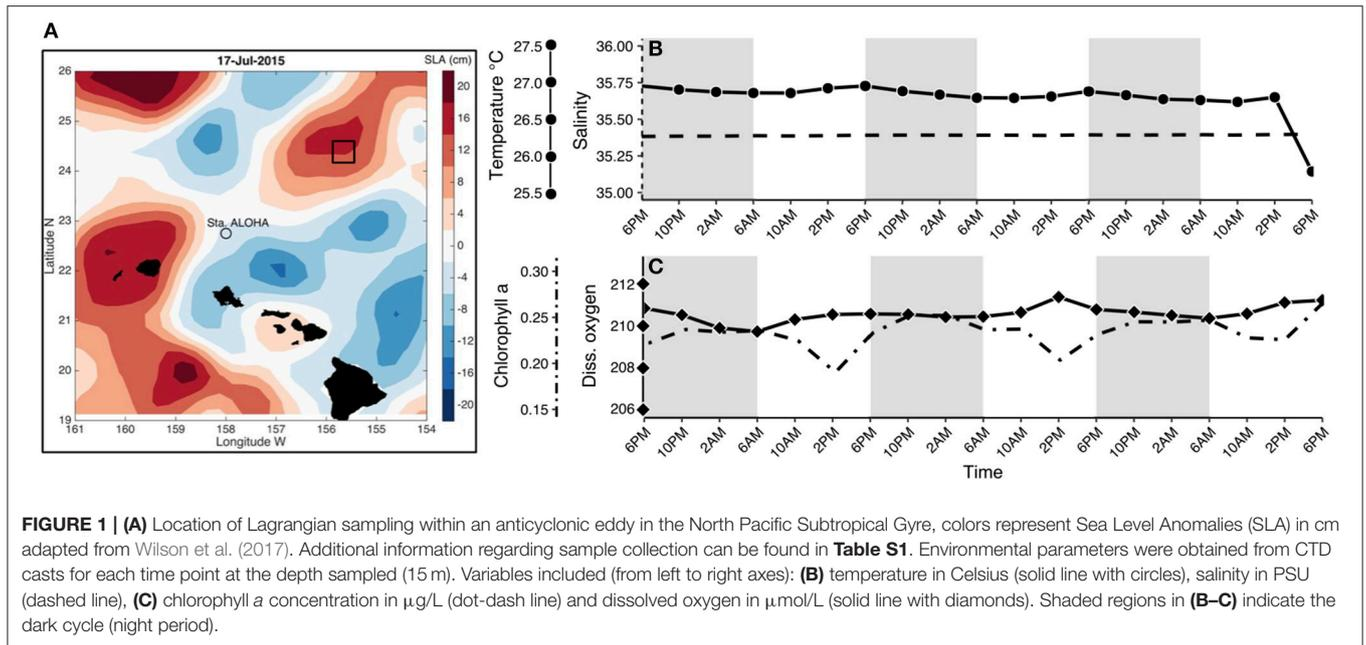 A
17-Jul-2015
SLA (cm)
26
25
24
23
22
21
20
19
Latitude N
161
160
159
158
157
156
155
154
Longitude W
Sta. ALOHA
20
16
12
8
4
0
-4
-8
-12
-16
-20
Temperature °C
27.5
27.0
26.5
26.0
25.5
B
Salinity
36.00
35.75
35.50
35.25
35.00
6PM 10PM 2AM 6AM 10AM 2PM 6PM 10PM 2AM 6AM 10AM 2PM 6PM 10PM 2AM 6AM 10AM 2PM 6PM
Chlorophyll a
0.30
0.25
0.20
0.15
C
Diss. oxygen
212
210
208
206
6PM 10PM 2AM 6AM 10AM 2PM 6PM 10PM 2AM 6AM 10AM 2PM 6PM 10PM 2AM 6AM 10AM 2PM 6PM
Time
FIGURE 1 | (A) Location of Lagrangian sampling within an anticyclonic eddy in the North Pacific Subtropical Gyre, colors represent Sea Level Anomalies (SLA) in cm
adapted from Wilson et al. (2017). Additional information regarding sample collection can be found in Table S1. Environmental parameters were obtained from CTD
casts for each time point at the depth sampled (15 m). Variables included (from left to right axes): (B) temperature in Celsius (solid line with circles), salinity in PSU
(dashed line), (C) chlorophyll a concentration in μg/L (dot-dash line) and dissolved oxygen in μmol/L (solid line with diamonds). Shaded regions in (B–C) indicate the
dark cycle (night period).